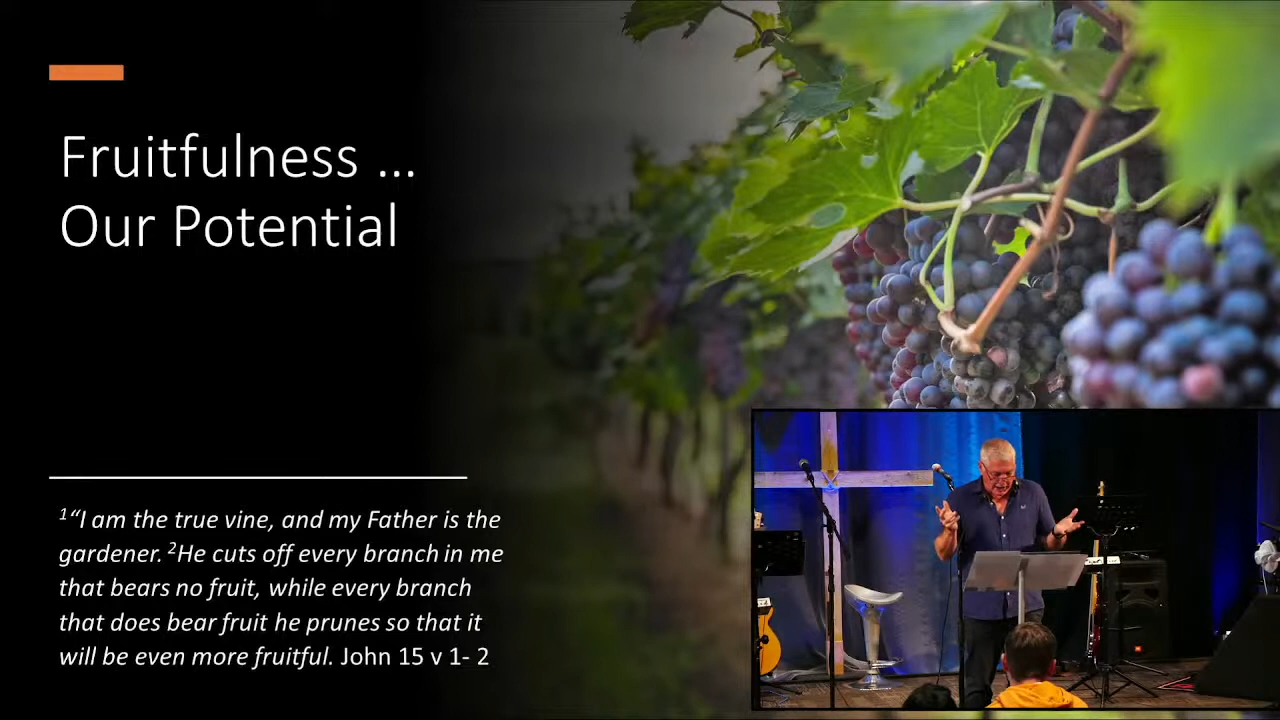 Fruitfulness ...
Our Potential
1“I am the true vine, and my Father is the
gardener. 2He cuts off every branch in me
that bears no fruit, while every branch
that does bear fruit he prunes so that it
will be even more fruitful. John 15 v 1- 2